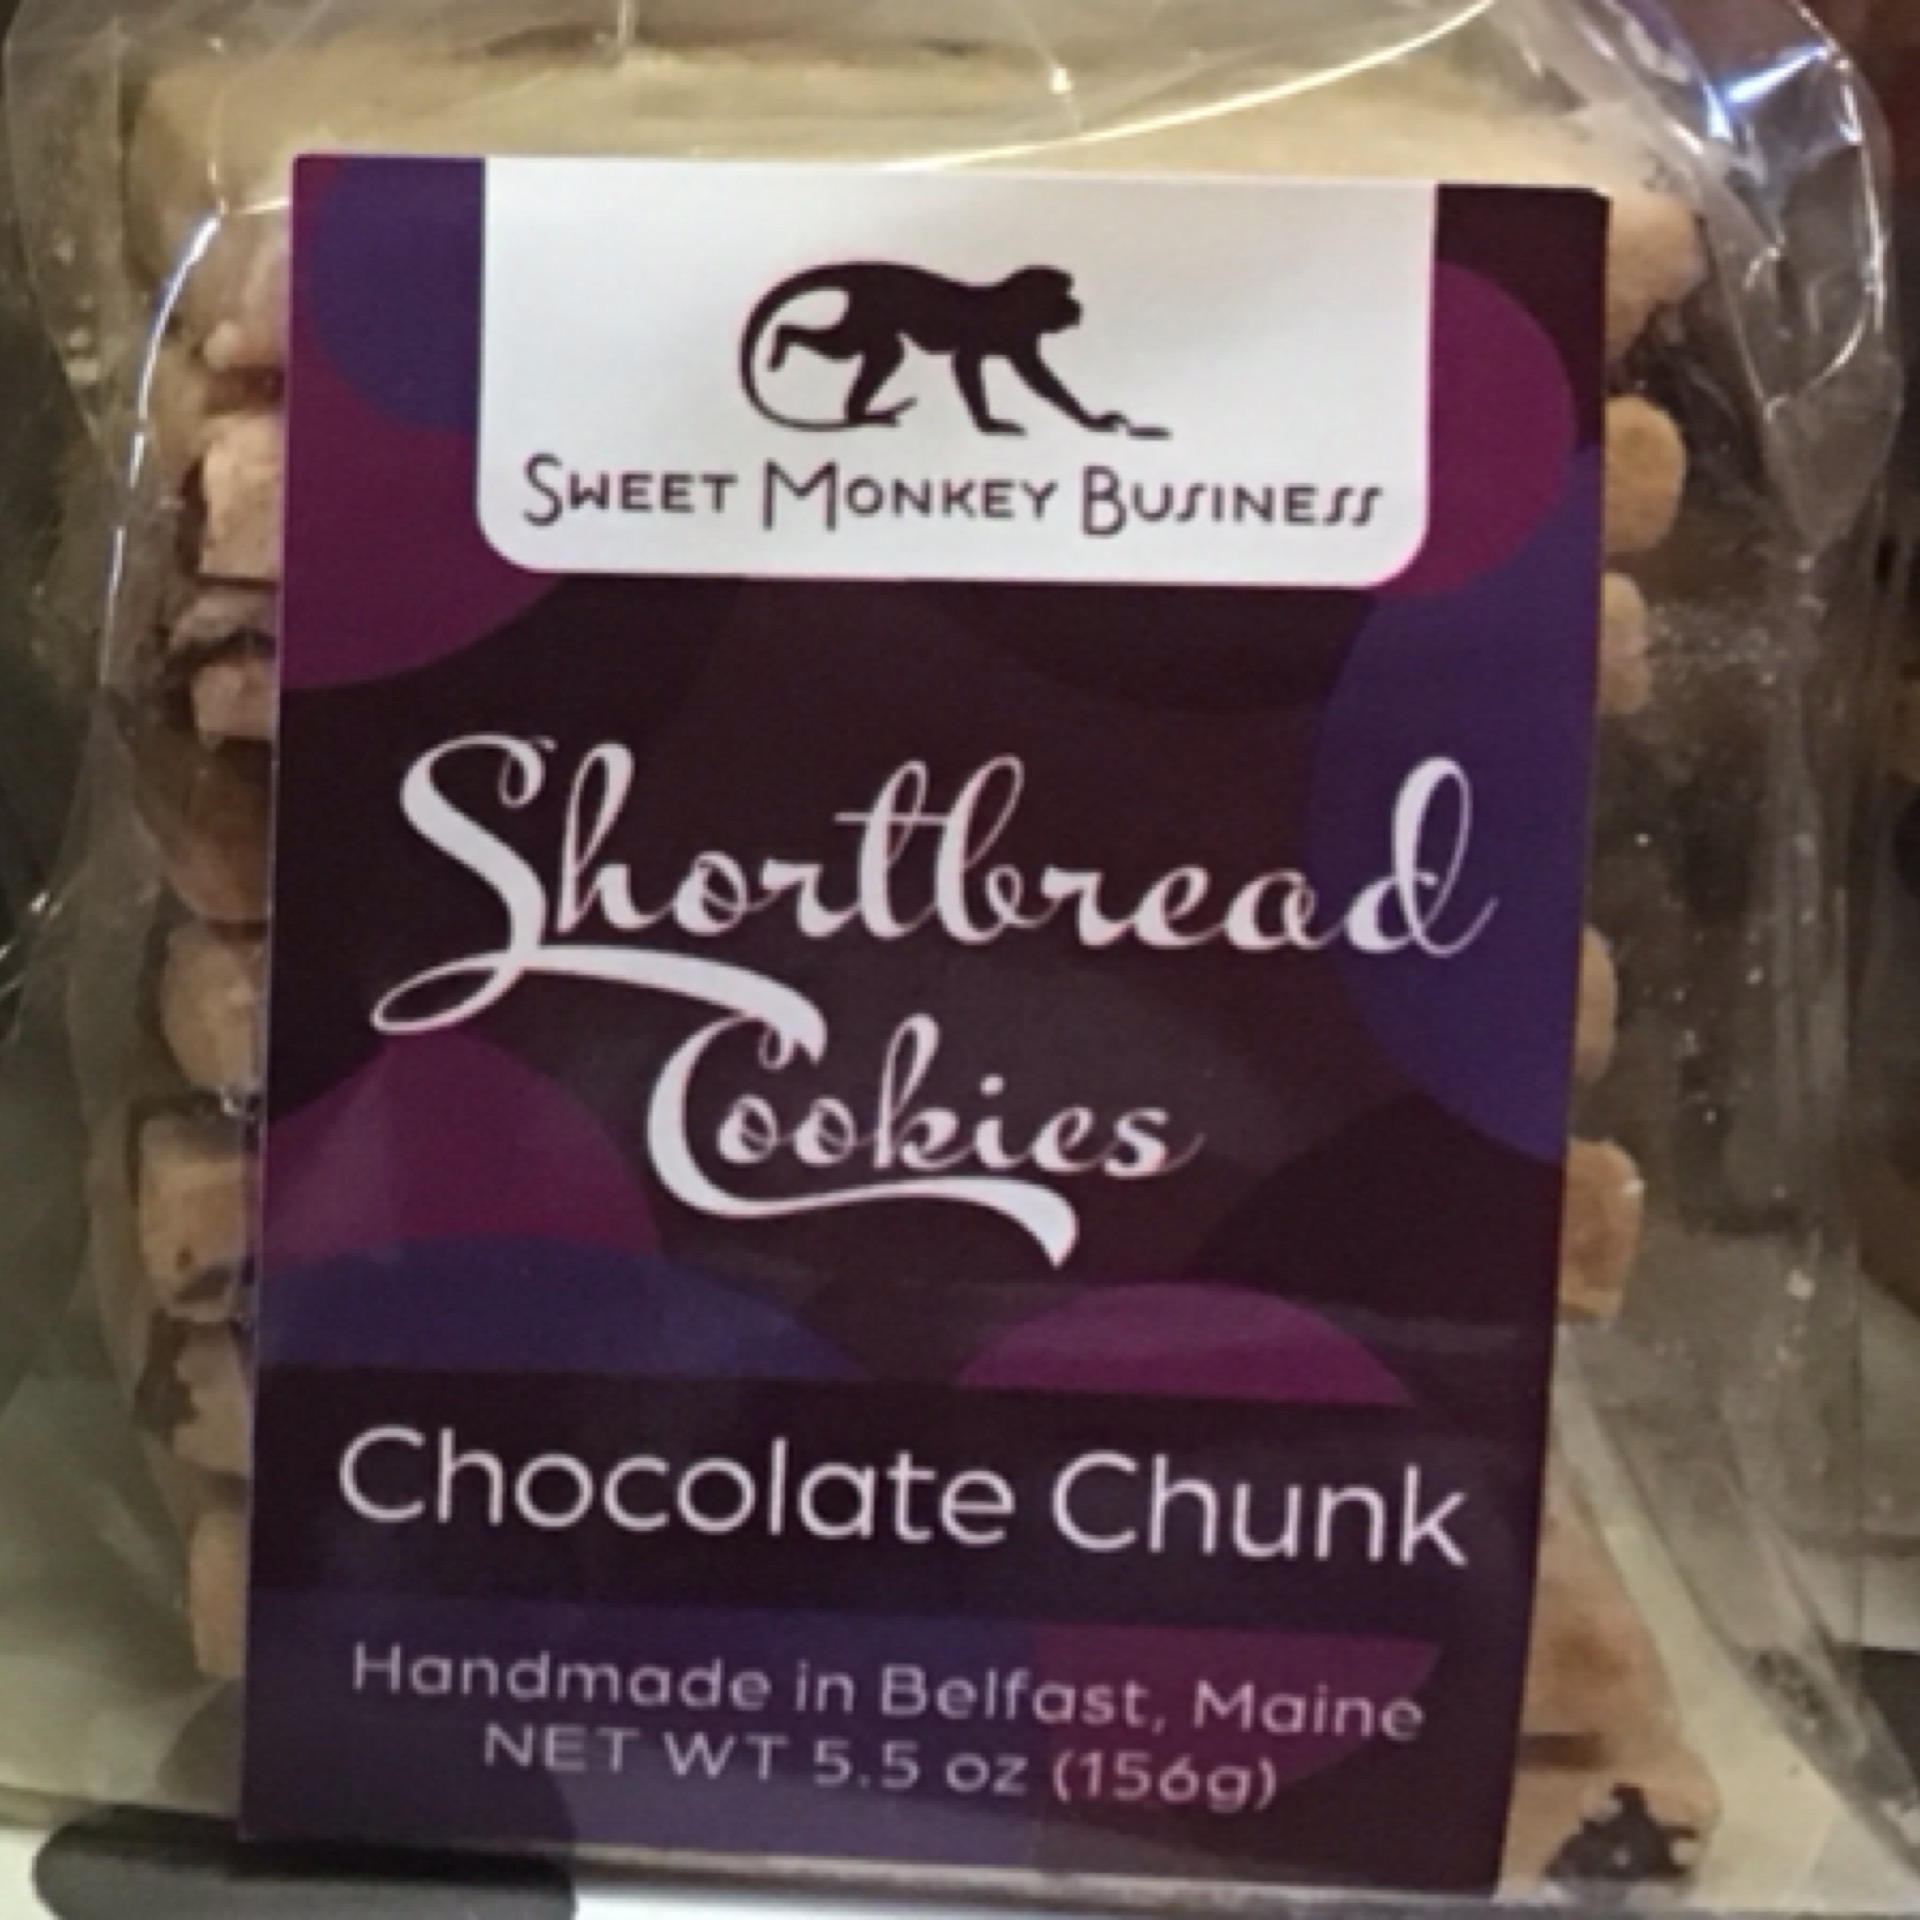 Sweet Monkey Business
Shortbread
Cookies
Chocolate Chunk
Handmade in Belfast, Maine
NET WT 5.5 oz (156g)